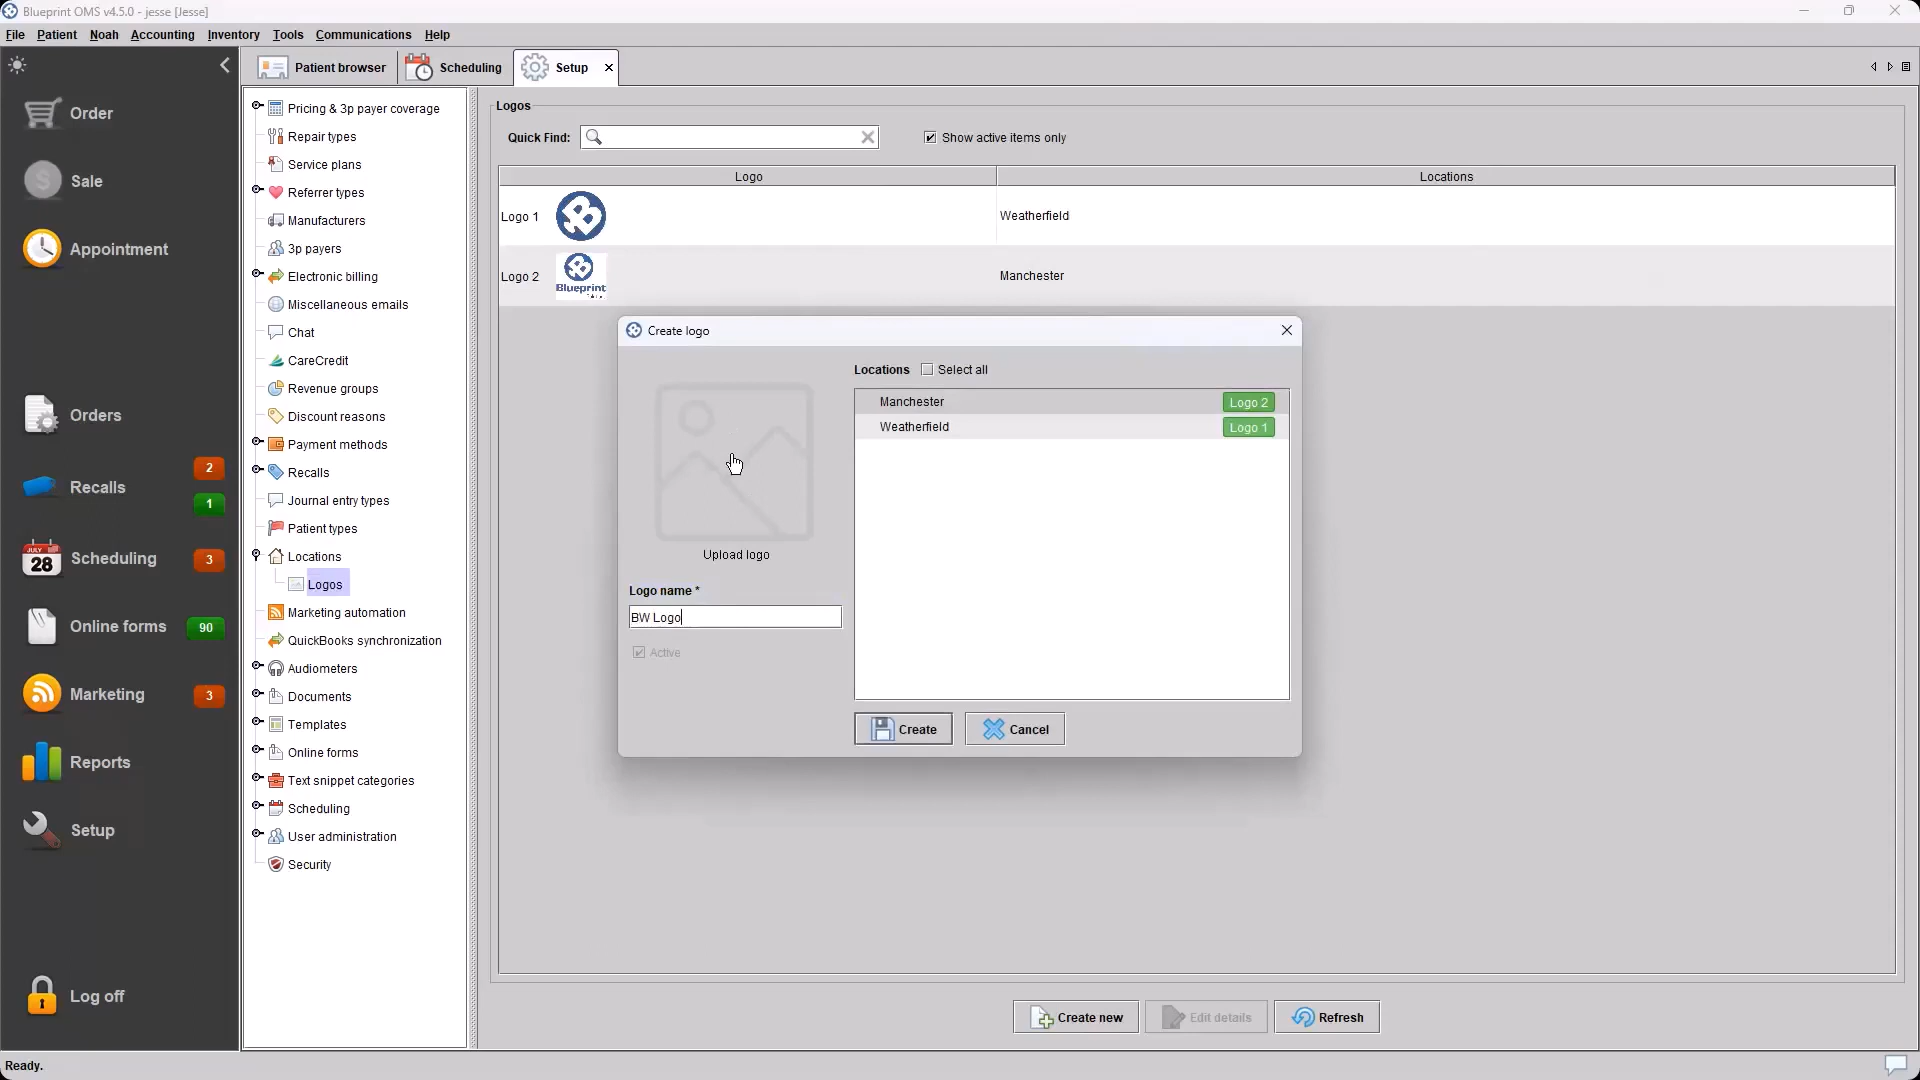 Blueprint OMS v4.5.0 - jesse [Jesse]
File Patient Noah Accounting Inventory Tools Communications Help
Patient browser Scheduling Setup
Order
Sale
Appointment
Orders
Recalls 2 1
JULY 28 Scheduling 3
Online forms 90
Marketing 3
Reports
Setup
Log off
Pricing & 3p payer coverage
Repair types
Service plans
Referrer types
Manufacturers
3p payers
Electronic billing
Miscellaneous emails
Chat
CareCredit
Revenue groups
Discount reasons
Payment methods
Recalls
Journal entry types
Patient types
Locations
Logos
Marketing automation
QuickBooks synchronization
Audiometers
Documents
Templates
Online forms
Text snippet categories
Scheduling
User administration
Security
Logos
Quick Find: Show active items only
Logo Locations
Logo 1 Weatherfield
Logo 2 Blueprint Manchester
Create logo
Locations Select all
Manchester Logo 2
Weatherfield Logo 1
Upload logo
Logo name *
BW Logo
Active
Create Cancel
Create new Edit details Refresh
Ready.